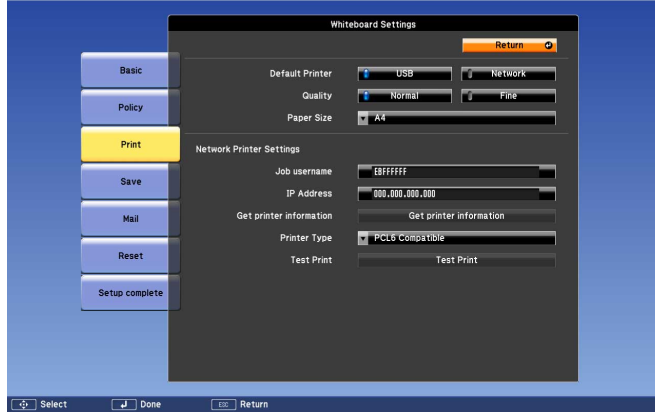 Whiteboard Settings
Return
Basic
Policy
Print
Save
Mail
Reset
Setup complete
Default Printer USB Network
Quality Normal Fine
Paper Size A4
Network Printer Settings
Job username EBFFFFFF
IP Address 000.000.000.000
Get printer information Get printer information
Printer Type PCL6 Compatible
Test Print Test Print
Select Done ESC Return